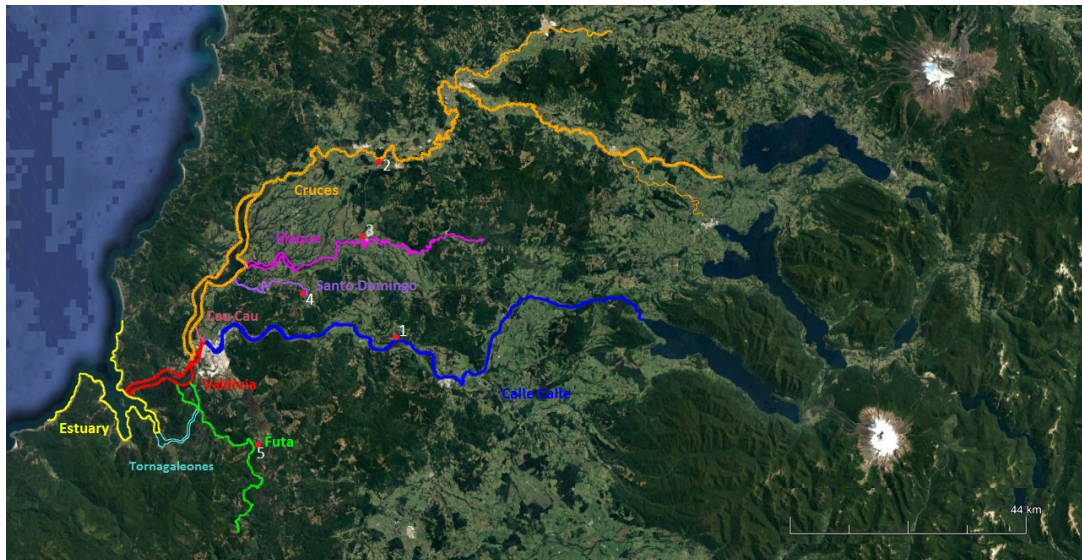 2
Cruces
3
Iñaque
Santo Domingo
4
Cau Cau
1
Valdivia
Calle Calle
Estuary
Futa
5
Tornagaleones
44 km